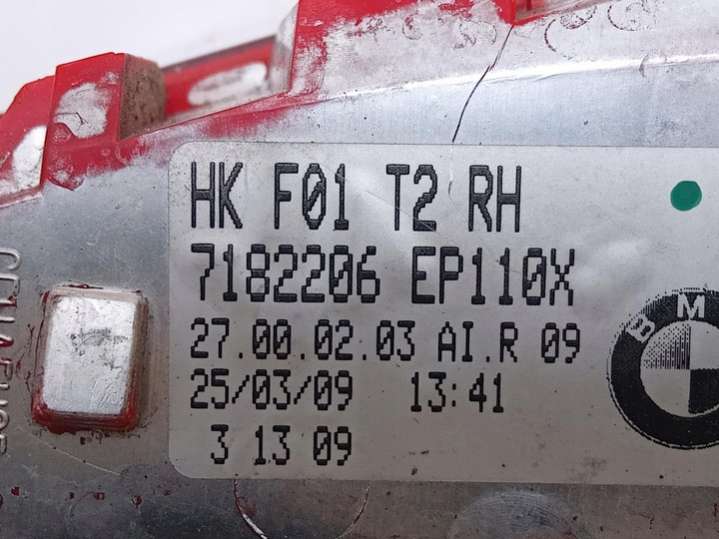 HK F01 T2 RH
7182206 EP110X
27.00.02.03 AI.R 09
25/03/09 13:41
3 13 09
BM